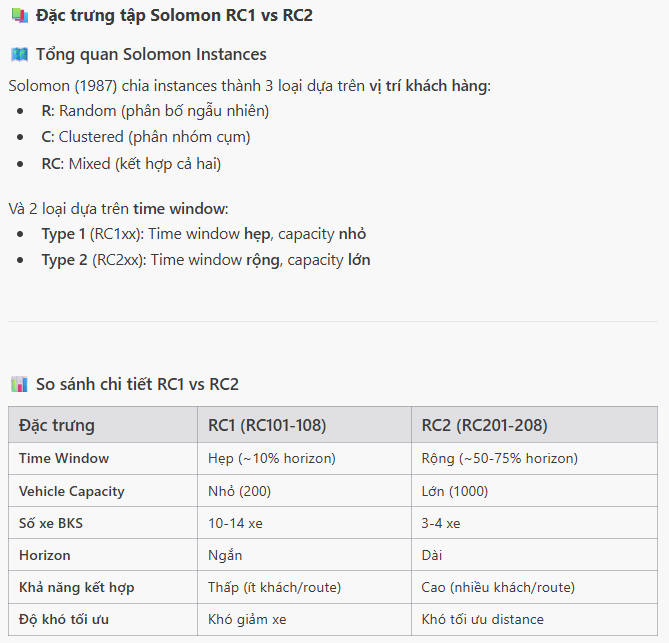 📚 Đặc trưng tập Solomon RC1 vs RC2
🗺️ Tổng quan Solomon Instances
Solomon (1987) chia instances thành 3 loại dựa trên vị trí khách hàng:
• R: Random (phân bố ngẫu nhiên)
• C: Clustered (phân nhóm cụm)
• RC: Mixed (kết hợp cả hai)
Và 2 loại dựa trên time window:
• Type 1 (RC1xx): Time window hẹp, capacity nhỏ
• Type 2 (RC2xx): Time window rộng, capacity lớn
📊 So sánh chi tiết RC1 vs RC2
Đặc trưng RC1 (RC101-108) RC2 (RC201-208)
Time Window Hẹp (~10% horizon) Rộng (~50-75% horizon)
Vehicle Capacity Nhỏ (200) Lớn (1000)
Số xe BKS 10-14 xe 3-4 xe
Horizon Ngắn Dài
Khả năng kết hợp Thấp (ít khách/route) Cao (nhiều khách/route)
Độ khó tối ưu Khó giảm xe Khó tối ưu distance